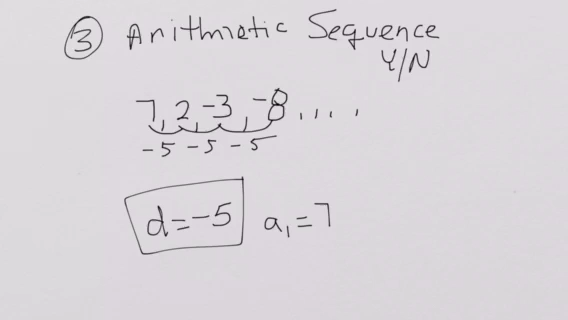 3 Arithmetic Sequence
Y/N
7, 2, -3, -8, ....
-5 -5 -5
d=-5 a₁=7